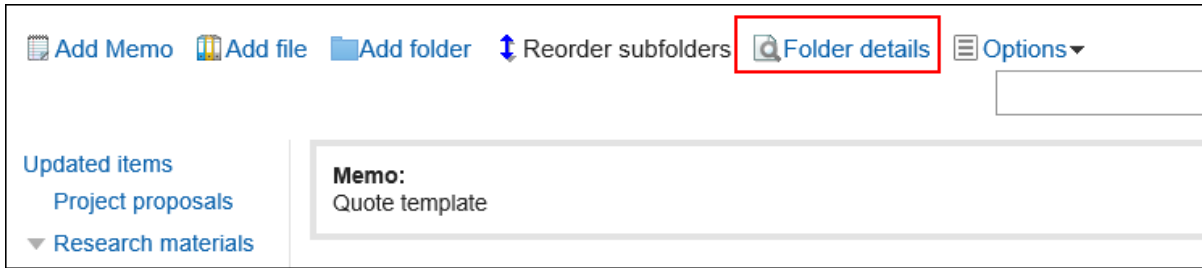 Add Memo Add file Add folder Reorder subfolders Folder details Options
Updated items
Project proposals
Research materials
Memo:
Quote template